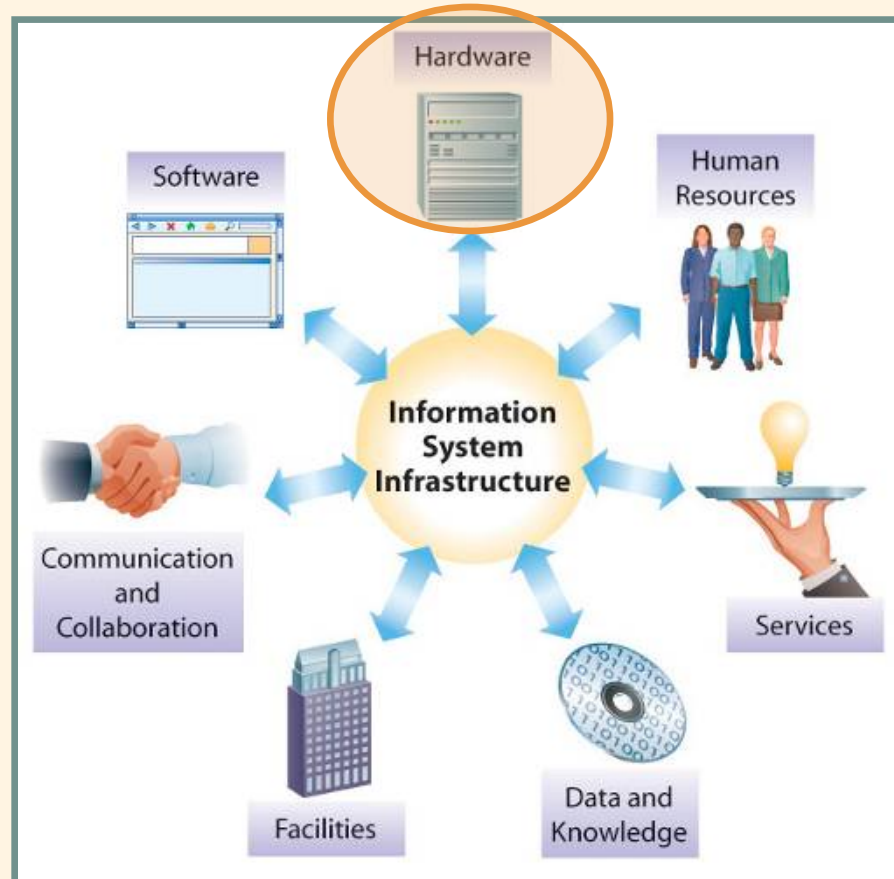 Hardware
Software
Human
Resources
Information
System
Infrastructure
Communication
and
Collaboration
Services
Facilities
Data and
Knowledge